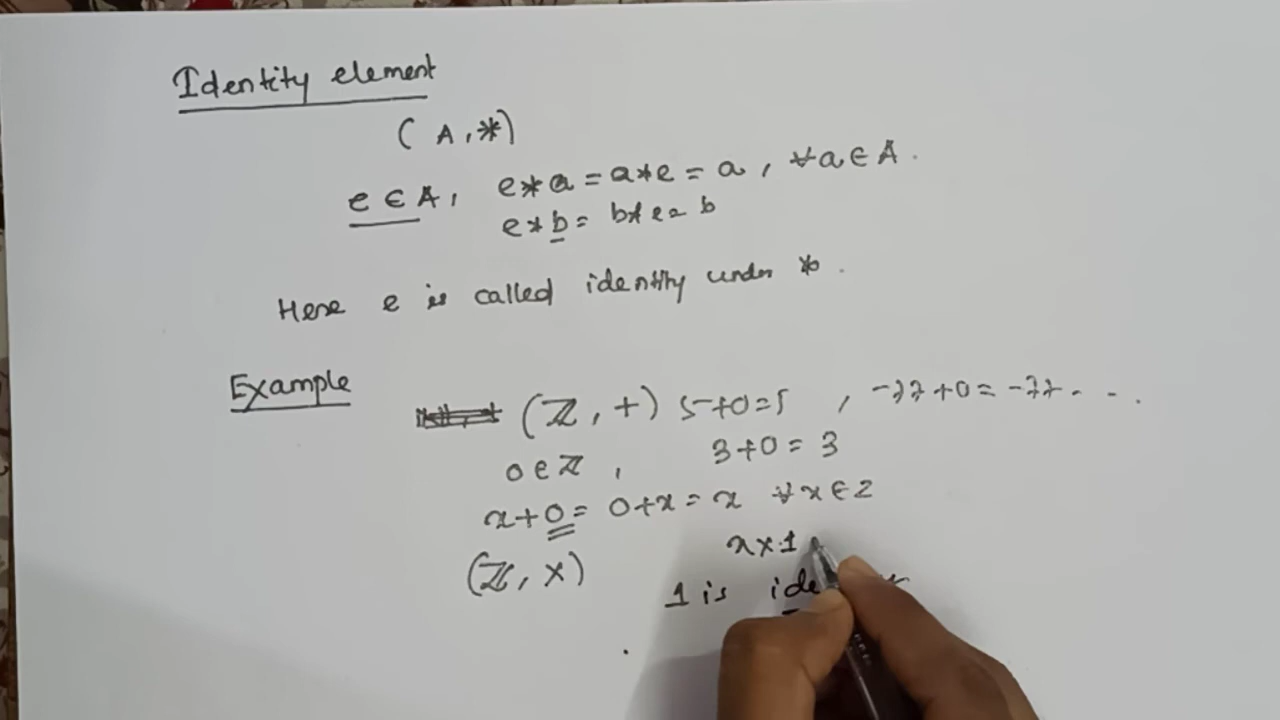 Identity element
(A, *)
e ∈ A, e * a = a * e = a, ∀a ∈ A.
e * b = b * e = b
Here e is called identity under *.
Example
(ℤ, +) 5+0=5, -77+0=-77...
0 ∈ ℤ, 3+0=3
x+0= 0+x= x ∀x ∈ Z
(ℤ, ×) x×1
1 is